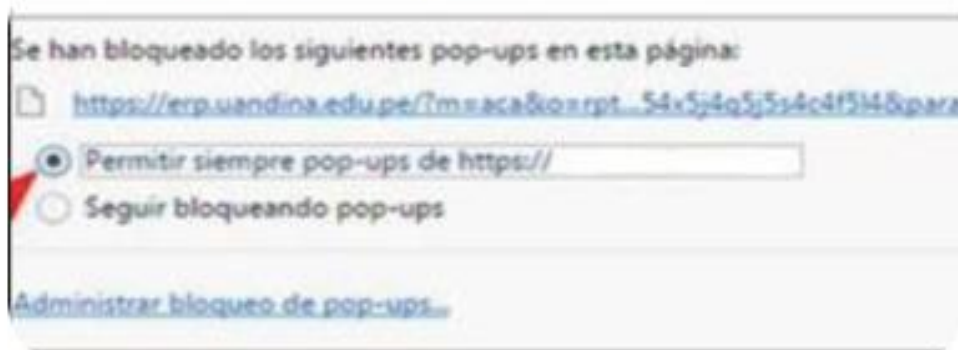 Se han bloqueado los siguientes pop-ups en esta página:
https://erp.uandina.edu.pe/?m=aca&o=rpt...54x5j4q5j5s4c4f5l4&para
Permitir siempre pop-ups de https://
Seguir bloqueando pop-ups
Administrar bloqueo de pop-ups...